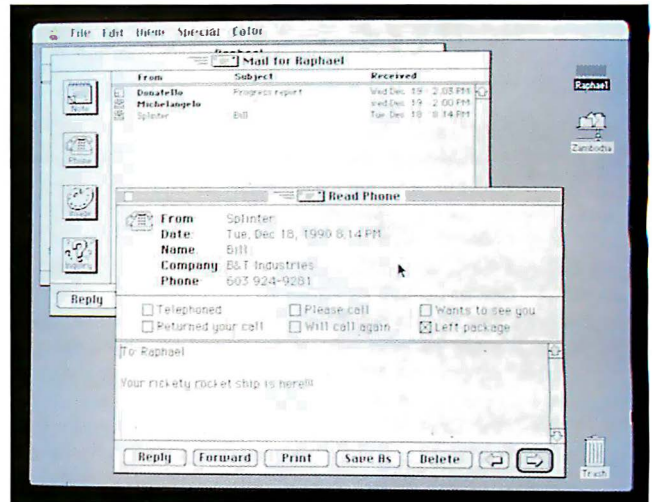 File Edit View Special Color
Mail for Raphael
From Subject Received
Donatello Progress report Wed Dec 19 2:03 PM
Michelangelo Wed Dec 19 2:00 PM
Splinter Bill Tue Dec 18 8:14 PM
Note
Phone
Image
Inquiry
Reply
Raphael
Zambodia
Read Phone
From Splinter
Date: Tue, Dec 18, 1990 8:14 PM
Name: Bill
Company B&T Industries
Phone: 603 924-9281
Telephoned Please call Wants to see you
Returned your call Will call again Left package
To: Raphael
Your rickety rocket ship is here!!!
Reply Forward Print Save As Delete
Trash